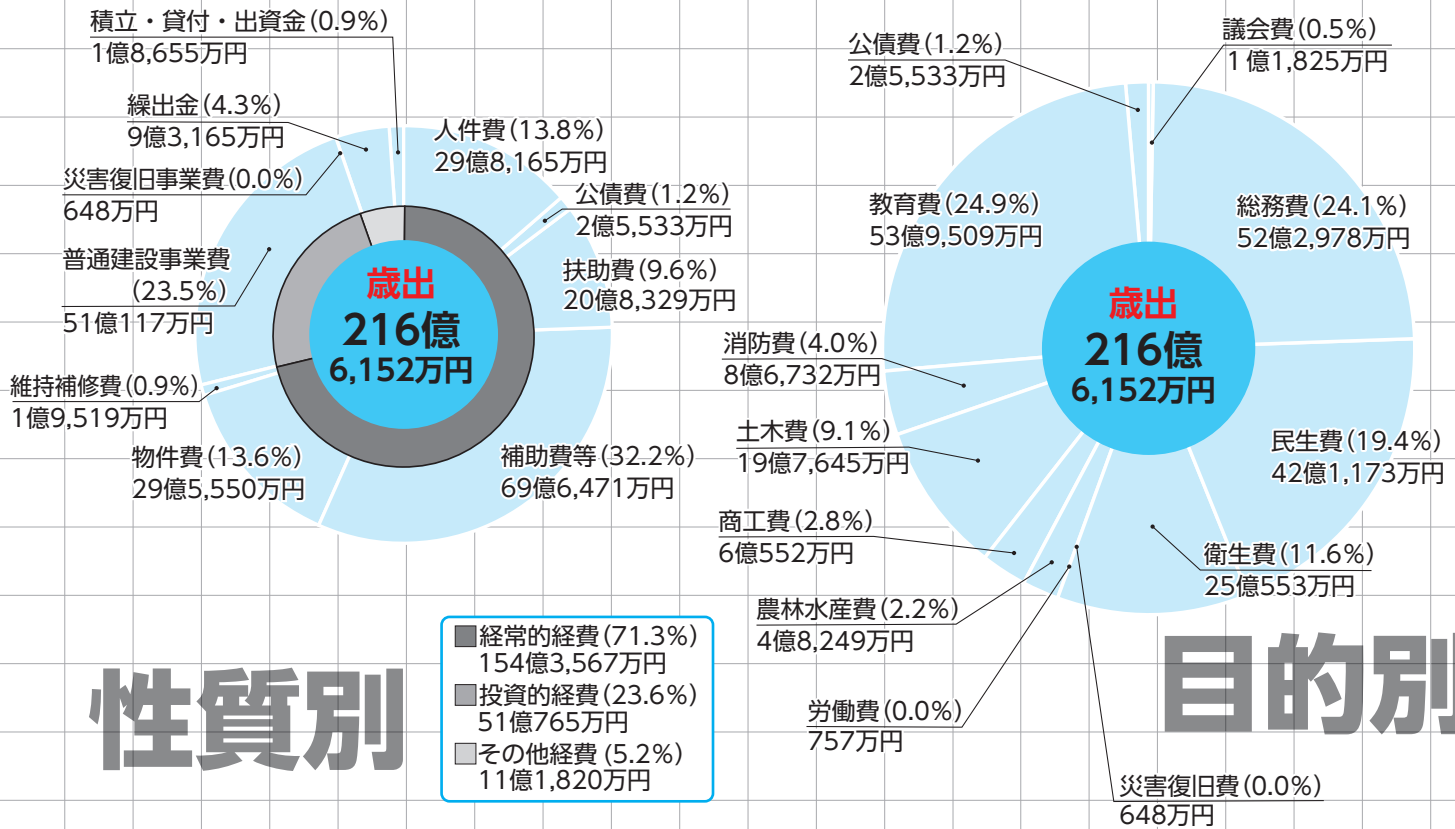 積立・貸付・出資金(0.9%)
1億8,655万円
繰出金(4.3%)
9億3,165万円
災害復旧事業費(0.0%)
648万円
普通建設事業費
(23.5%)
51億117万円
維持補修費(0.9%)
1億9,519万円
物件費(13.6%)
29億5,550万円
人件費(13.8%)
29億8,165万円
公債費(1.2%)
2億5,533万円
扶助費(9.6%)
20億8,329万円
補助費等(32.2%)
69億6,471万円
歳出
216億
6,152万円
性質別
経常的経費(71.3%)
154億3,567万円
投資的経費(23.6%)
51億765万円
その他経費(5.2%)
11億1,820万円
公債費(1.2%)
2億5,533万円
議会費(0.5%)
1億1,825万円
教育費(24.9%)
53億9,509万円
総務費(24.1%)
52億2,978万円
歳出
216億
6,152万円
消防費(4.0%)
8億6,732万円
土木費(9.1%)
19億7,645万円
民生費(19.4%)
42億1,173万円
商工費(2.8%)
6億552万円
衛生費(11.6%)
25億553万円
農林水産費(2.2%)
4億8,249万円
労働費(0.0%)
757万円
災害復旧費(0.0%)
648万円
目的別